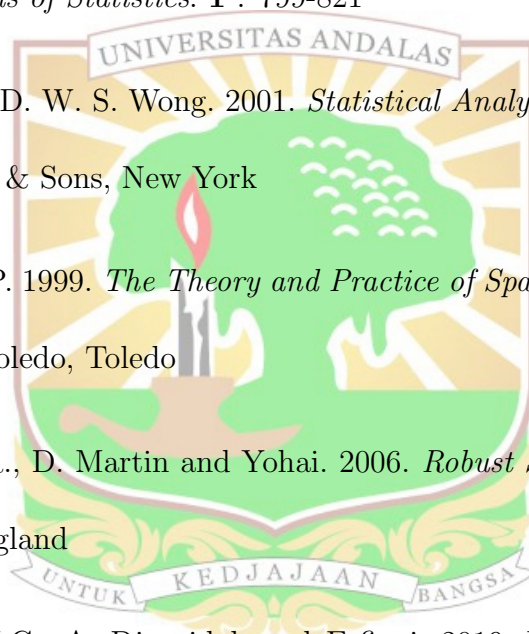 of Statistics. 1 : 799-821
UNIVERSITAS ANDALAS
D. W. S. Wong. 2001. Statistical Analy
& Sons, New York
P. 1999. The Theory and Practice of Spa
oledo, Toledo
., D. Martin and Yohai. 2006. Robust
gland
UNTUK KEDJAJAAN BANGSA